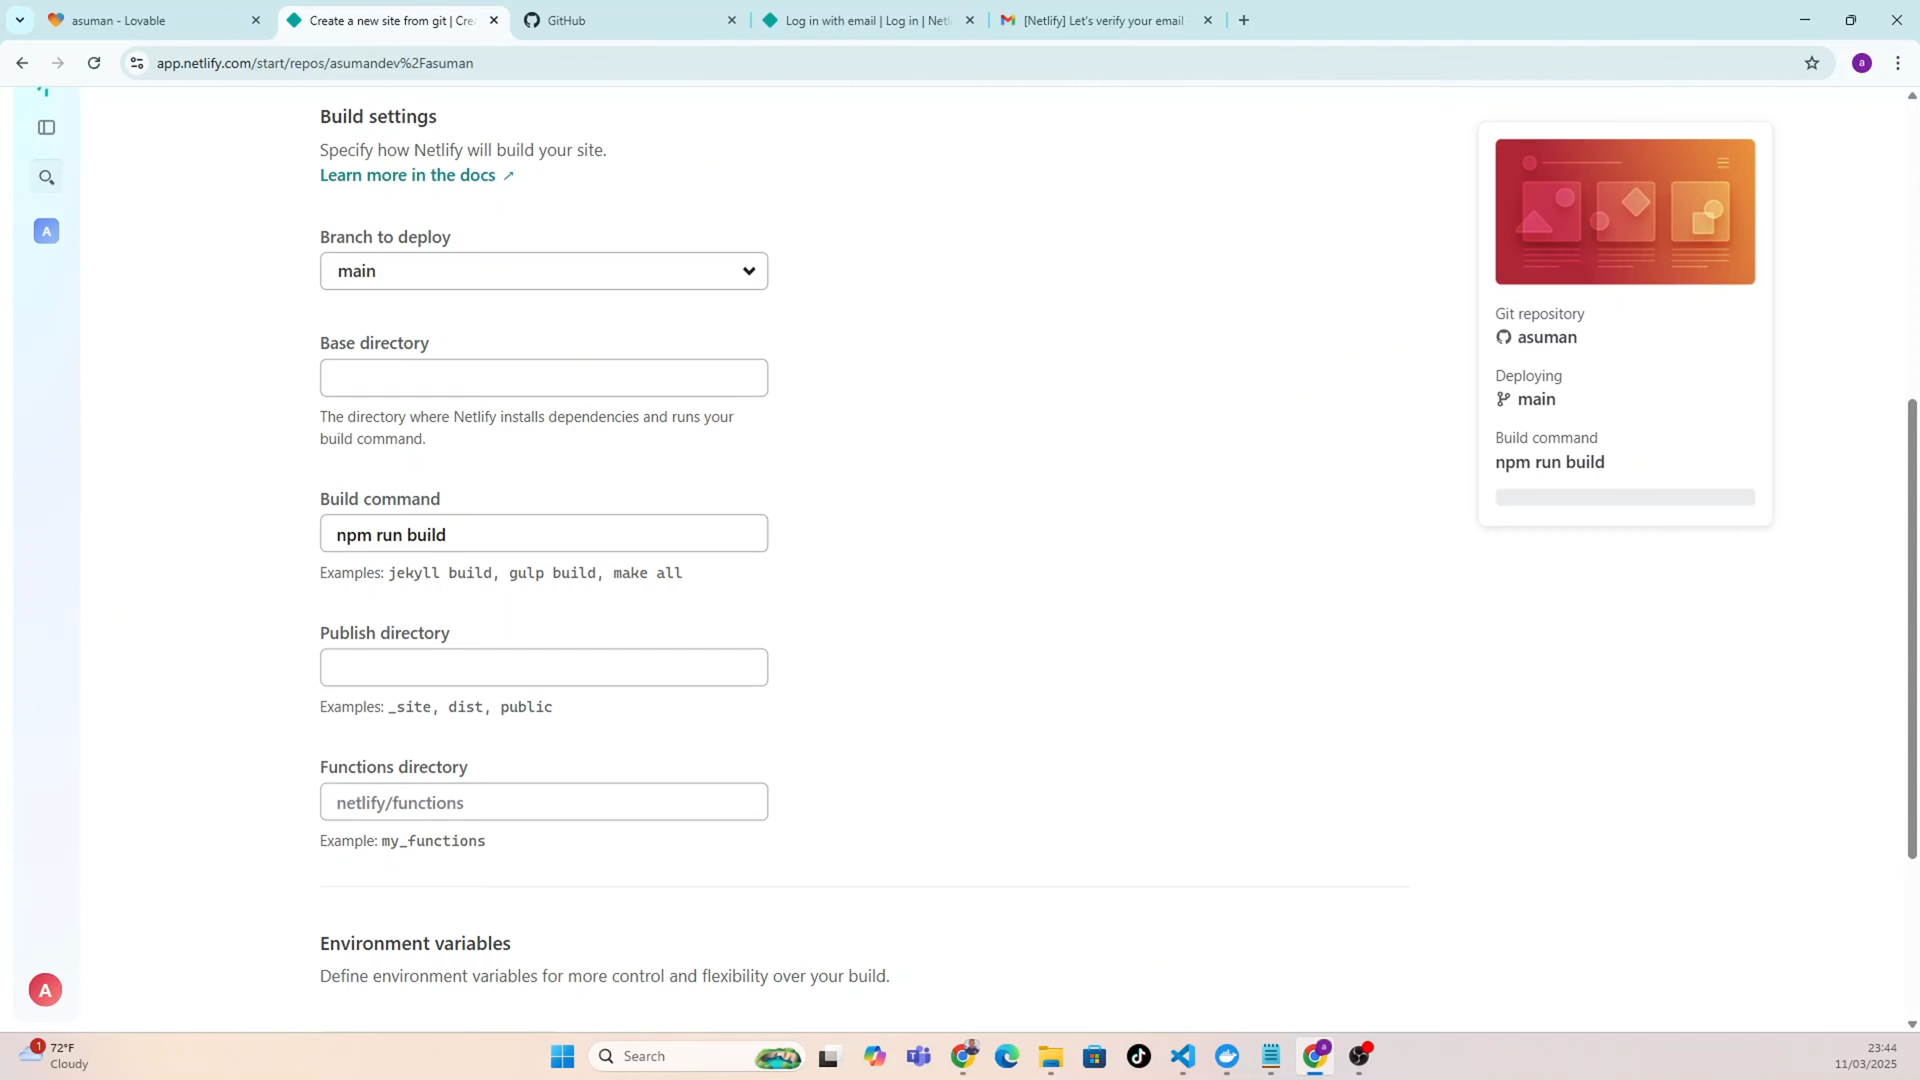 asuman - Lovable
Create a new site from git | Crea
GitHub
Log in with email | Log in | Netl
[Netlify] Let's verify your email
app.netlify.com/start/repos/asumandev%2Fasuman
a
A
Build settings
Specify how Netlify will build your site.
Learn more in the docs ↗
Branch to deploy
main
Base directory
The directory where Netlify installs dependencies and runs your
build command.
Build command
npm run build
Examples: jekyll build, gulp build, make all
Publish directory
Examples: _site, dist, public
Functions directory
netlify/functions
Example: my_functions
Environment variables
Define environment variables for more control and flexibility over your build.
Git repository
asuman
Deploying
main
Build command
npm run build
A
1
72°F
Cloudy
Search
a
23:44
11/03/2025